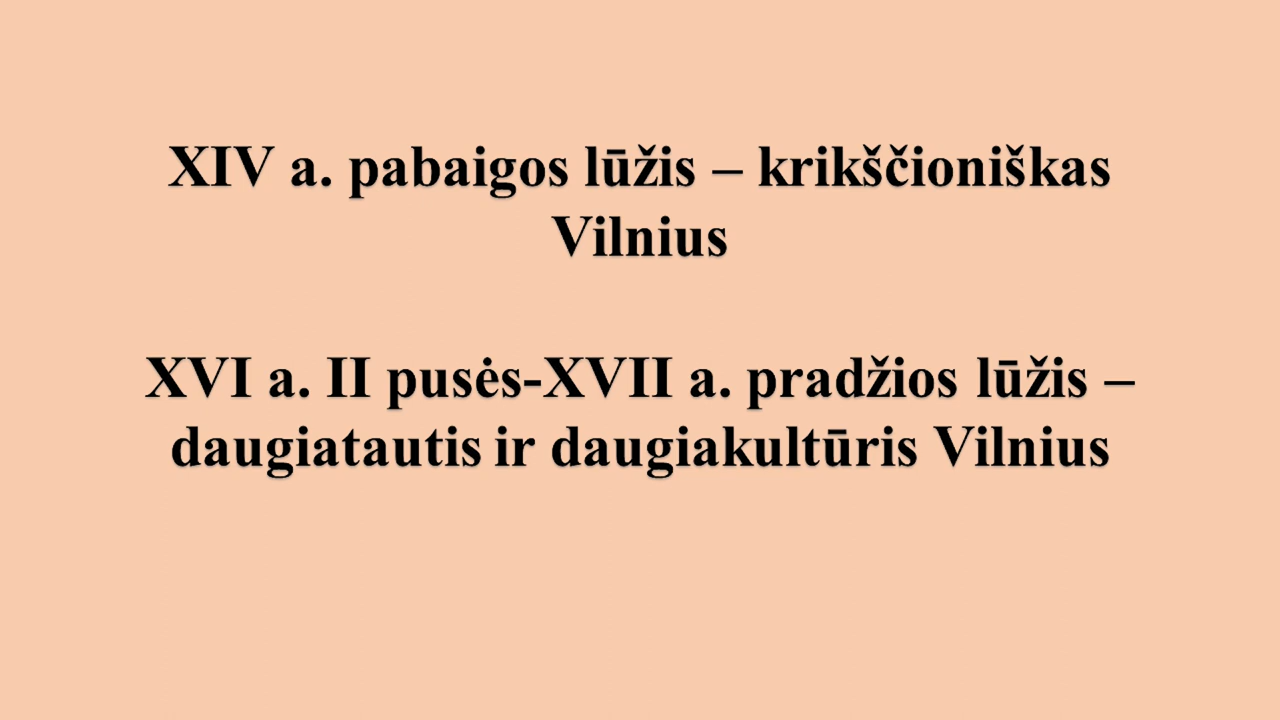 XIV a. pabaigos lūžis – krikščioniškas
Vilnius
XVI a. II pusės-XVII a. pradžios lūžis –
daugiatautis ir daugiakultūris Vilnius